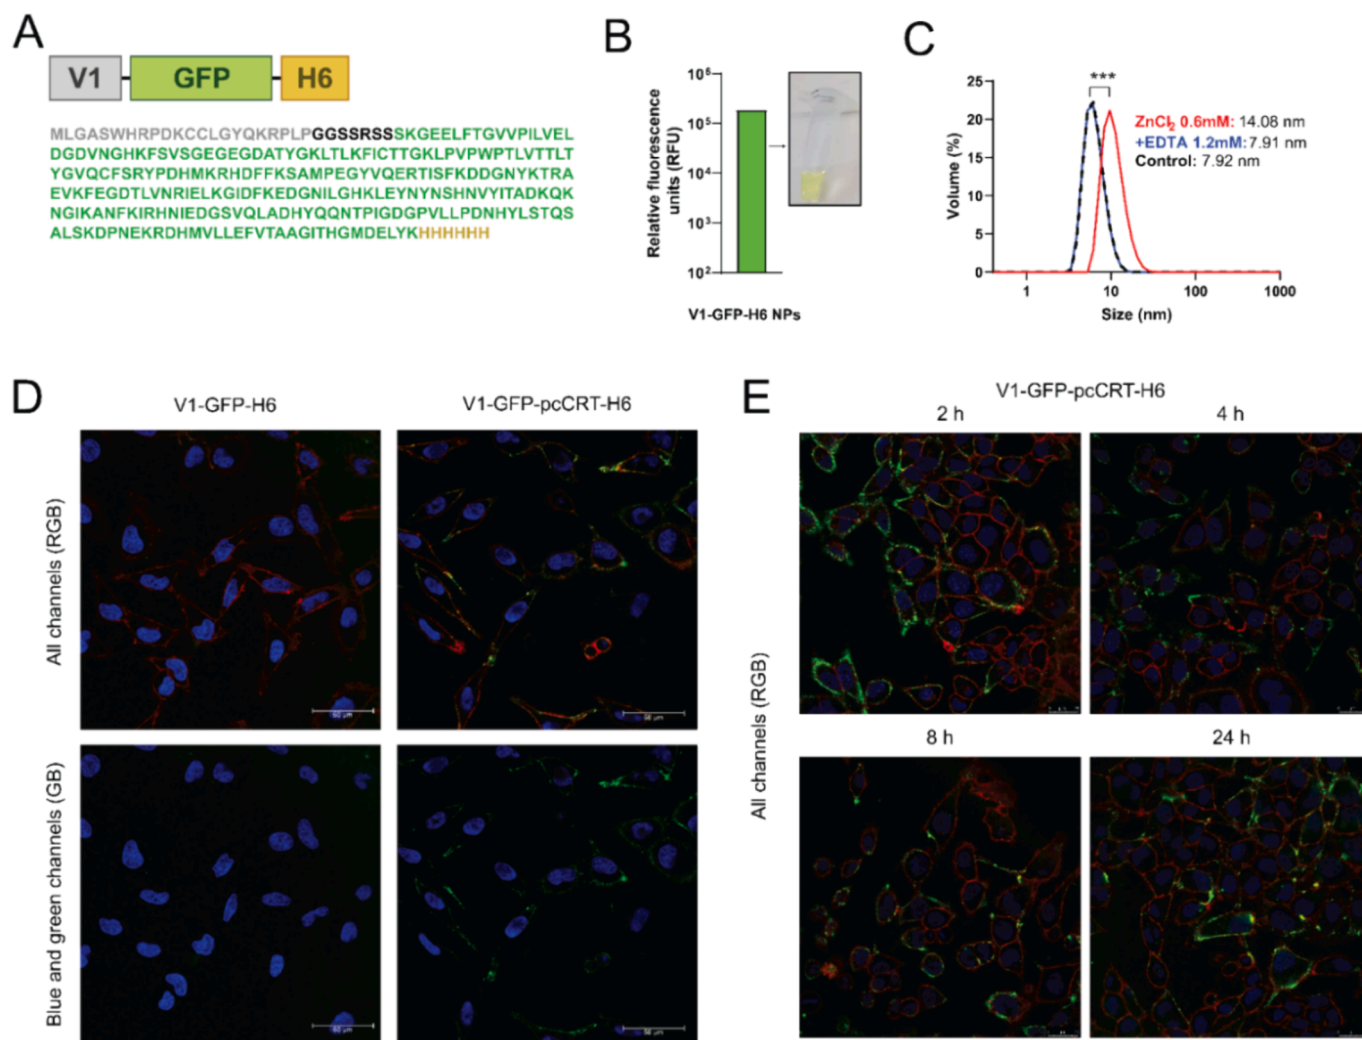 A
V1
GFP
H6
MLGASWHRPDKCCLGYQKRPLPGGSSRSSSKGEELFTGVVPILVEL
DGDVNGHKFSVSGEGEGDATYGKLTLKFICTTGKLPVPWPTLVTTLT
YGVQCFSRYPDHMKRHDFFKSAMPEGYVQERTISFKDDGNYKTRA
EVKFEGDTLVNRIELKGIDFKEDGNILGHKLEYNYNSHNVYITADKQK
NGIKANFKIRHNIEDGSVQLADHYQQNTPIGDGPVLLPDNHYLSTQS
ALSKDPNEKRDHMVLLEFVTAAGITHGMDELYKHHHHHH
B
Relative fluorescence
units (RFU)
10⁶
10⁵
10⁴
10³
10²
V1-GFP-H6 NPs
C
Volume (%)
25
20
15
10
5
0
***
ZnCl₂ 0.6mM: 14.08 nm
+EDTA 1.2mM: 7.91 nm
Control: 7.92 nm
1
10
100
1000
Size (nm)
D
V1-GFP-H6
V1-GFP-pcCRT-H6
All channels (RGB)
Blue and green channels (GB)
E
V1-GFP-pcCRT-H6
2 h
4 h
8 h
24 h
All channels (RGB)